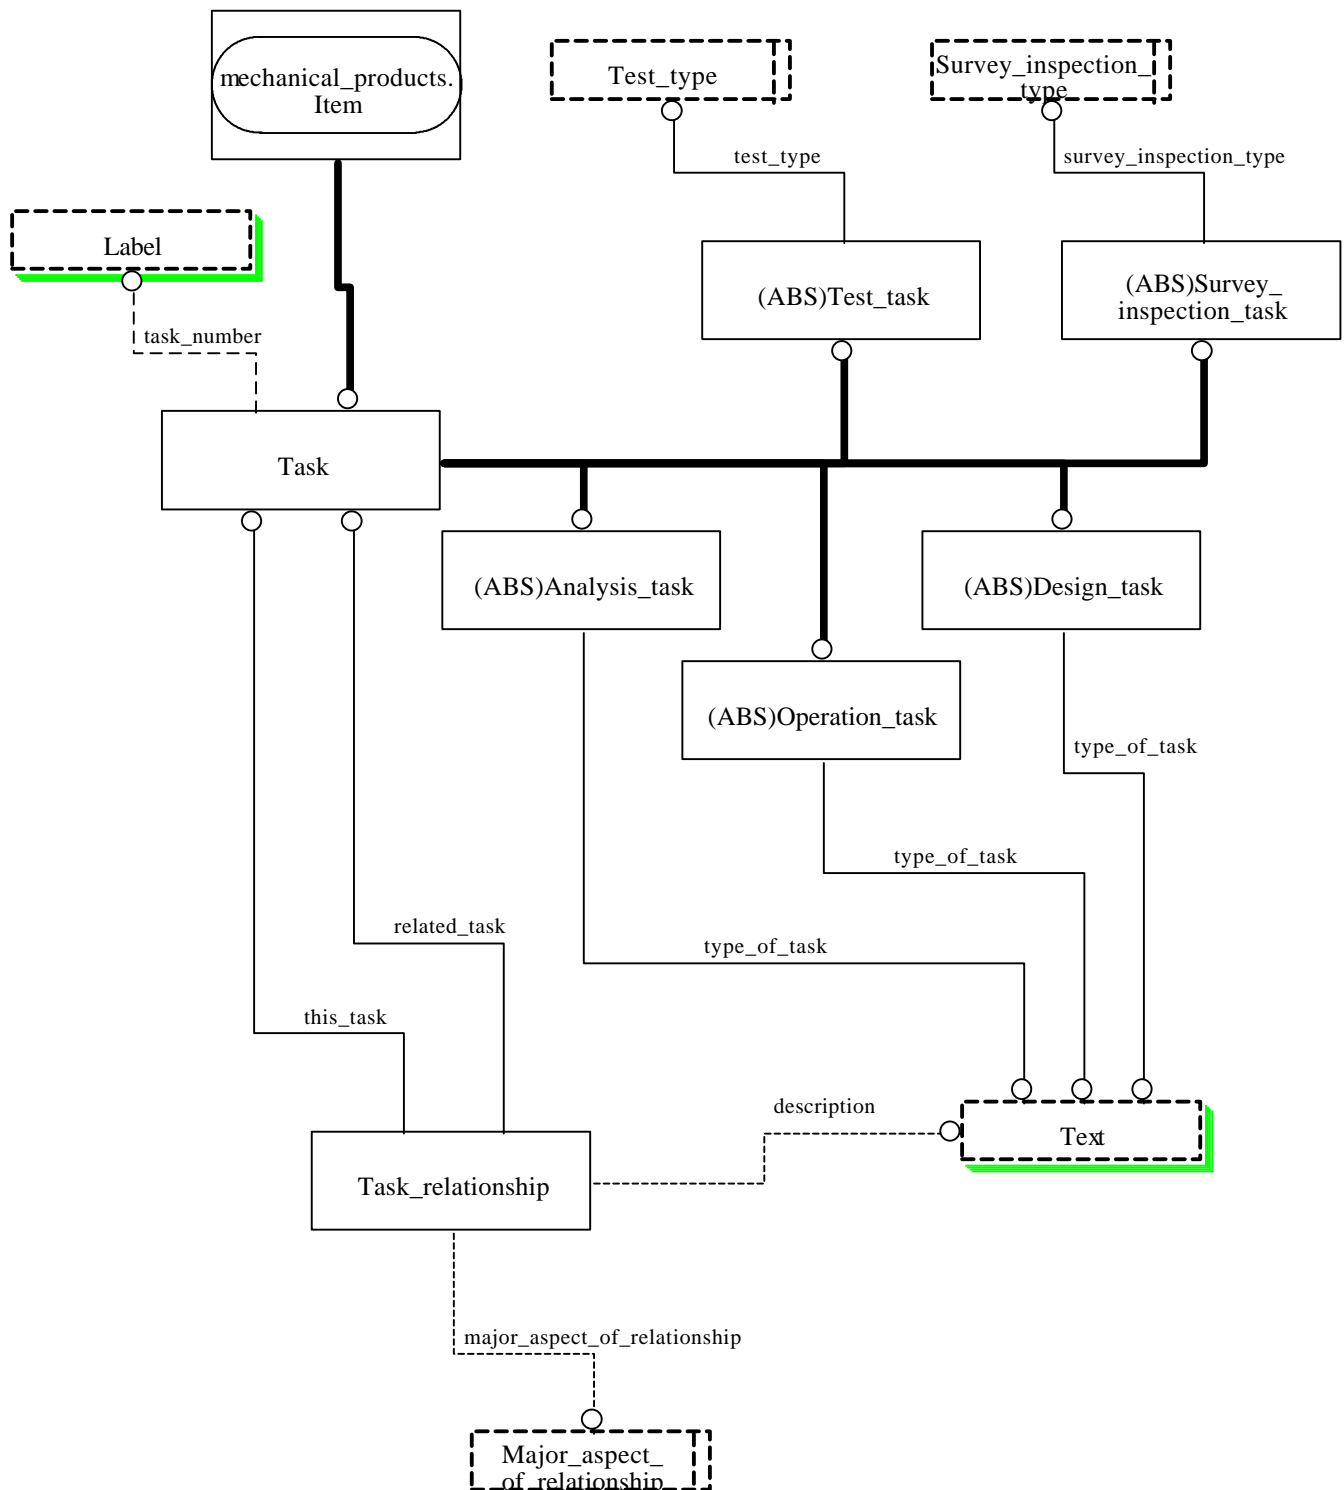 mechanical_products.
Item
Test_type
Survey_inspection_
type
test_type
survey_inspection_type
Label
task_number
(ABS)Test_task
(ABS)Survey_
inspection_task
Task
(ABS)Analysis_task
(ABS)Design_task
(ABS)Operation_task
type_of_task
type_of_task
related_task
type_of_task
this_task
description
Text
Task_relationship
major_aspect_of_relationship
Major_aspect_
of_relationship